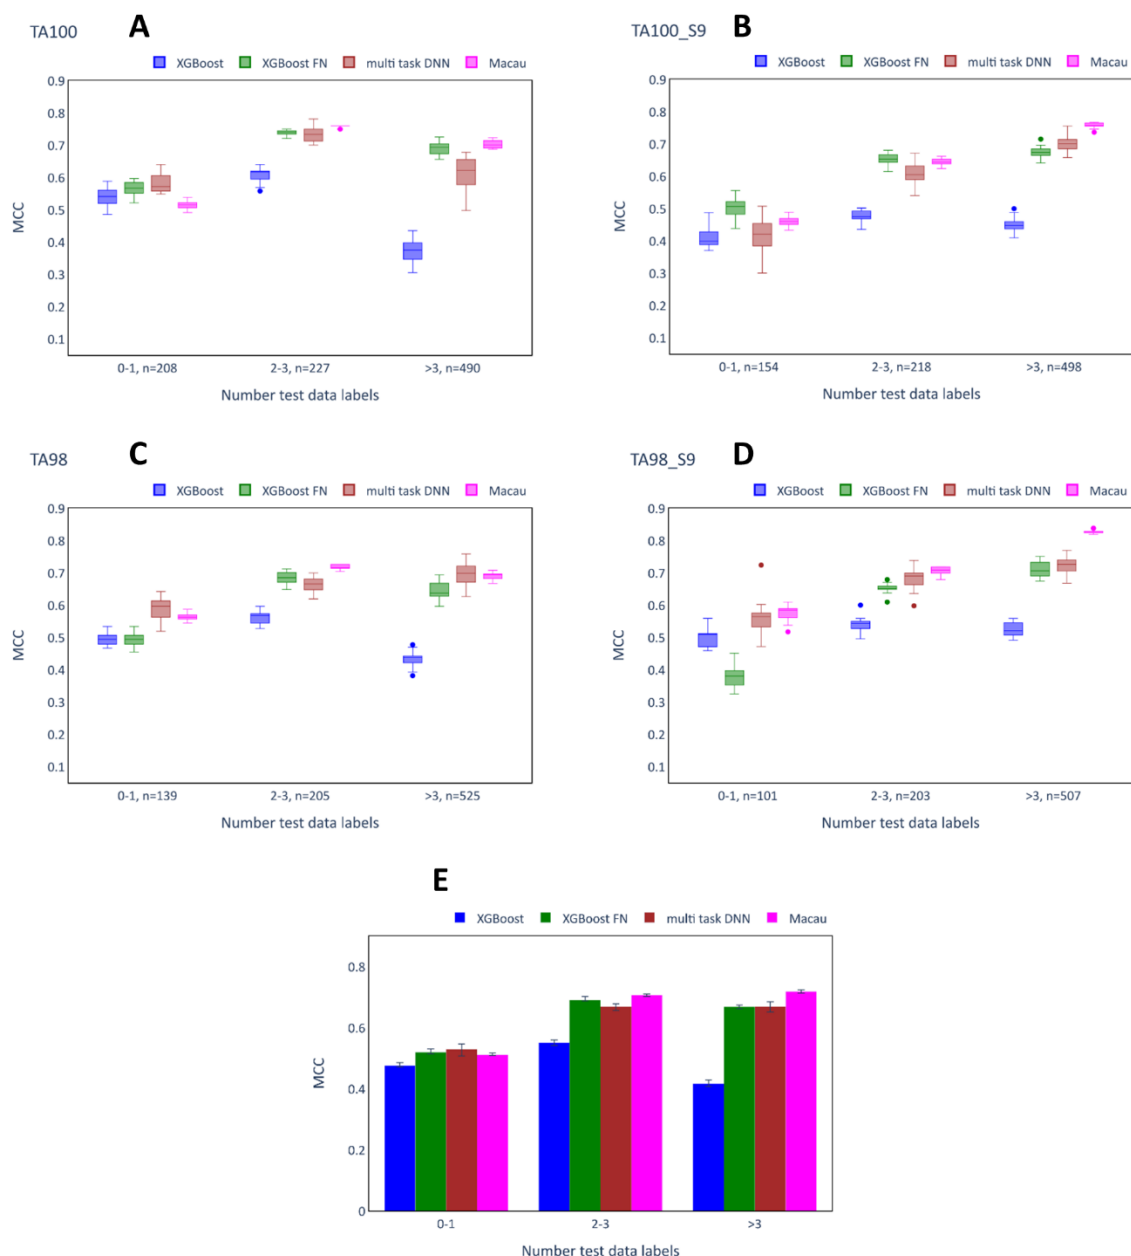 TA100
A
XGBoost XGBoost FN multi task DNN Macau
0.9
0.8
0.7
0.6
0.5
0.4
0.3
0.2
0.1
MCC
0-1, n=208 2-3, n=227 >3, n=490
Number test data labels
TA100_S9
B
XGBoost XGBoost FN multi task DNN Macau
0.9
0.8
0.7
0.6
0.5
0.4
0.3
0.2
0.1
MCC
0-1, n=154 2-3, n=218 >3, n=498
Number test data labels
TA98
C
XGBoost XGBoost FN multi task DNN Macau
0.9
0.8
0.7
0.6
0.5
0.4
0.3
0.2
0.1
MCC
0-1, n=139 2-3, n=205 >3, n=525
Number test data labels
TA98_S9
D
XGBoost XGBoost FN multi task DNN Macau
0.9
0.8
0.7
0.6
0.5
0.4
0.3
0.2
0.1
MCC
0-1, n=101 2-3, n=203 >3, n=507
Number test data labels
E
XGBoost XGBoost FN multi task DNN Macau
0.8
0.6
0.4
0.2
0
MCC
0-1 2-3 >3
Number test data labels